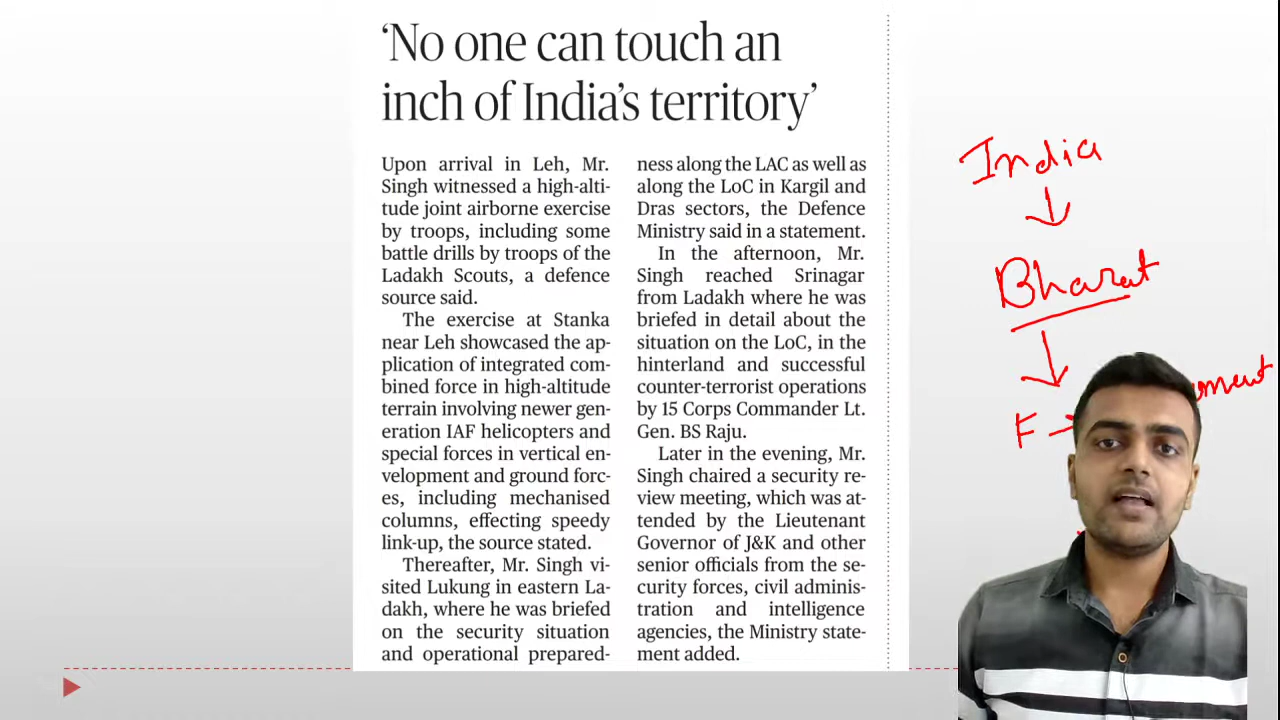 ‘No one can touch an
inch of India’s territory’
Upon arrival in Leh, Mr.
Singh witnessed a high-alti-
tude joint airborne exercise
by troops, including some
battle drills by troops of the
Ladakh Scouts, a defence
source said.
The exercise at Stanka
near Leh showcased the ap-
plication of integrated com-
bined force in high-altitude
terrain involving newer gen-
eration IAF helicopters and
special forces in vertical en-
velopment and ground forc-
es, including mechanised
columns, effecting speedy
link-up, the source stated.
Thereafter, Mr. Singh vi-
sited Lukung in eastern La-
dakh, where he was briefed
on the security situation
and operational prepared-
ness along the LAC as well as
along the LoC in Kargil and
Dras sectors, the Defence
Ministry said in a statement.
In the afternoon, Mr.
Singh reached Srinagar
from Ladakh where he was
briefed in detail about the
situation on the LoC, in the
hinterland and successful
counter-terrorist operations
by 15 Corps Commander Lt.
Gen. BS Raju.
Later in the evening, Mr.
Singh chaired a security re-
view meeting, which was at-
tended by the Lieutenant
Governor of J&K and other
senior officials from the se-
curity forces, civil adminis-
tration and intelligence
agencies, the Ministry state-
ment added.
India
Bharat
F